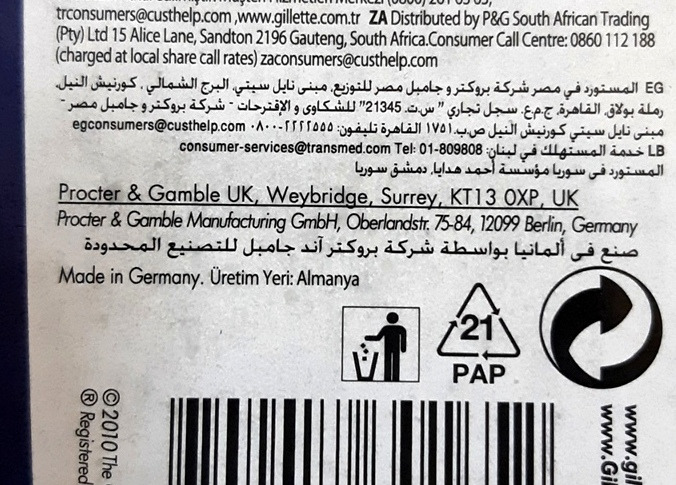 trconsumers@custhelp.com ,www.gillette.com.tr ZA Distributed by P&G South African Trading
(Pty) Ltd 15 Alice Lane, Sandton 2196 Gauteng, South Africa.Consumer Call Centre: 0860 112 188
(charged at local share call rates) zaconsumers@custhelp.com
EG المستورد في مصر شركة بروكتر و جامبل مصر للتوزيع, مبنى نايل سيتي, البرج الشمالي , كورنيش النيل,
رملة بولاق, القاهرة, ج.م.ع. سجل تجاري " س.ت. 21345" للشكاوى و الإقترحات - شركة بروكتر و جامبل مصر -
مبنى نايل سيتي كورنيش النيل ص.ب.١٧٥١ القاهرة تليفون: ٢٢٢٢٥٥٥-٠٨٠٠ egconsumers@custhelp.com
LB خدمة المستهلك في لبنان: consumer-services@transmed.com Tel: 01-809808
المستورد في سوريا مؤسسة أحمد هدايا, دمشق سوريا
Procter & Gamble UK, Weybridge, Surrey, KT13 0XP, UK
Procter & Gamble Manufacturing GmbH, Oberlandstr. 75-84, 12099 Berlin, Germany
صنع في ألمانيا بواسطة شركة بروكتر آند جامبل للتصنيع المحدودة
Made in Germany. Üretim Yeri: Almanya
21
PAP
© 2010 The
® Registered
www.gil
www.Gil